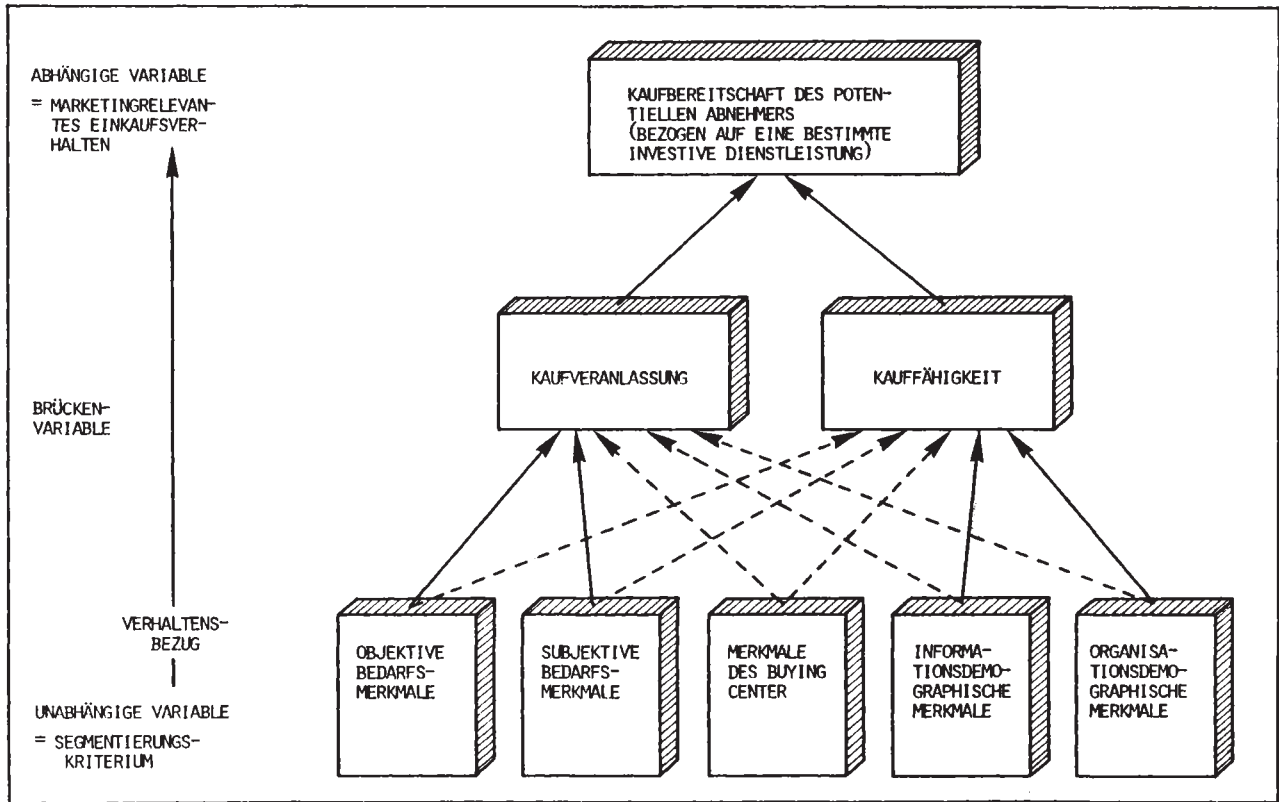 ABHÄNGIGE VARIABLE
= MARKETINGRELEVAN-
TES EINKAUFSVER-
HALTEN
KAUFBEREITSCHAFT DES POTEN-
TIELLEN ABNEHMERS
(BEZOGEN AUF EINE BESTIMMTE
INVESTIVE DIENSTLEISTUNG)
BRÜCKEN-
VARIABLE
KAUFVERANLASSUNG
KAUFFÄHIGKEIT
VERHALTENS-
BEZUG
UNABHÄNGIGE VARIABLE
= SEGMENTIERUNGS-
KRITERIUM
OBJEKTIVE
BEDARFS-
MERKMALE
SUBJEKTIVE
BEDARFS-
MERKMALE
MERKMALE
DES BUYING
CENTER
INFORMA-
TIONSDEMO-
GRAPHISCHE
MERKMALE
ORGANISA-
TIONSDEMO-
GRAPHISCHE
MERKMALE